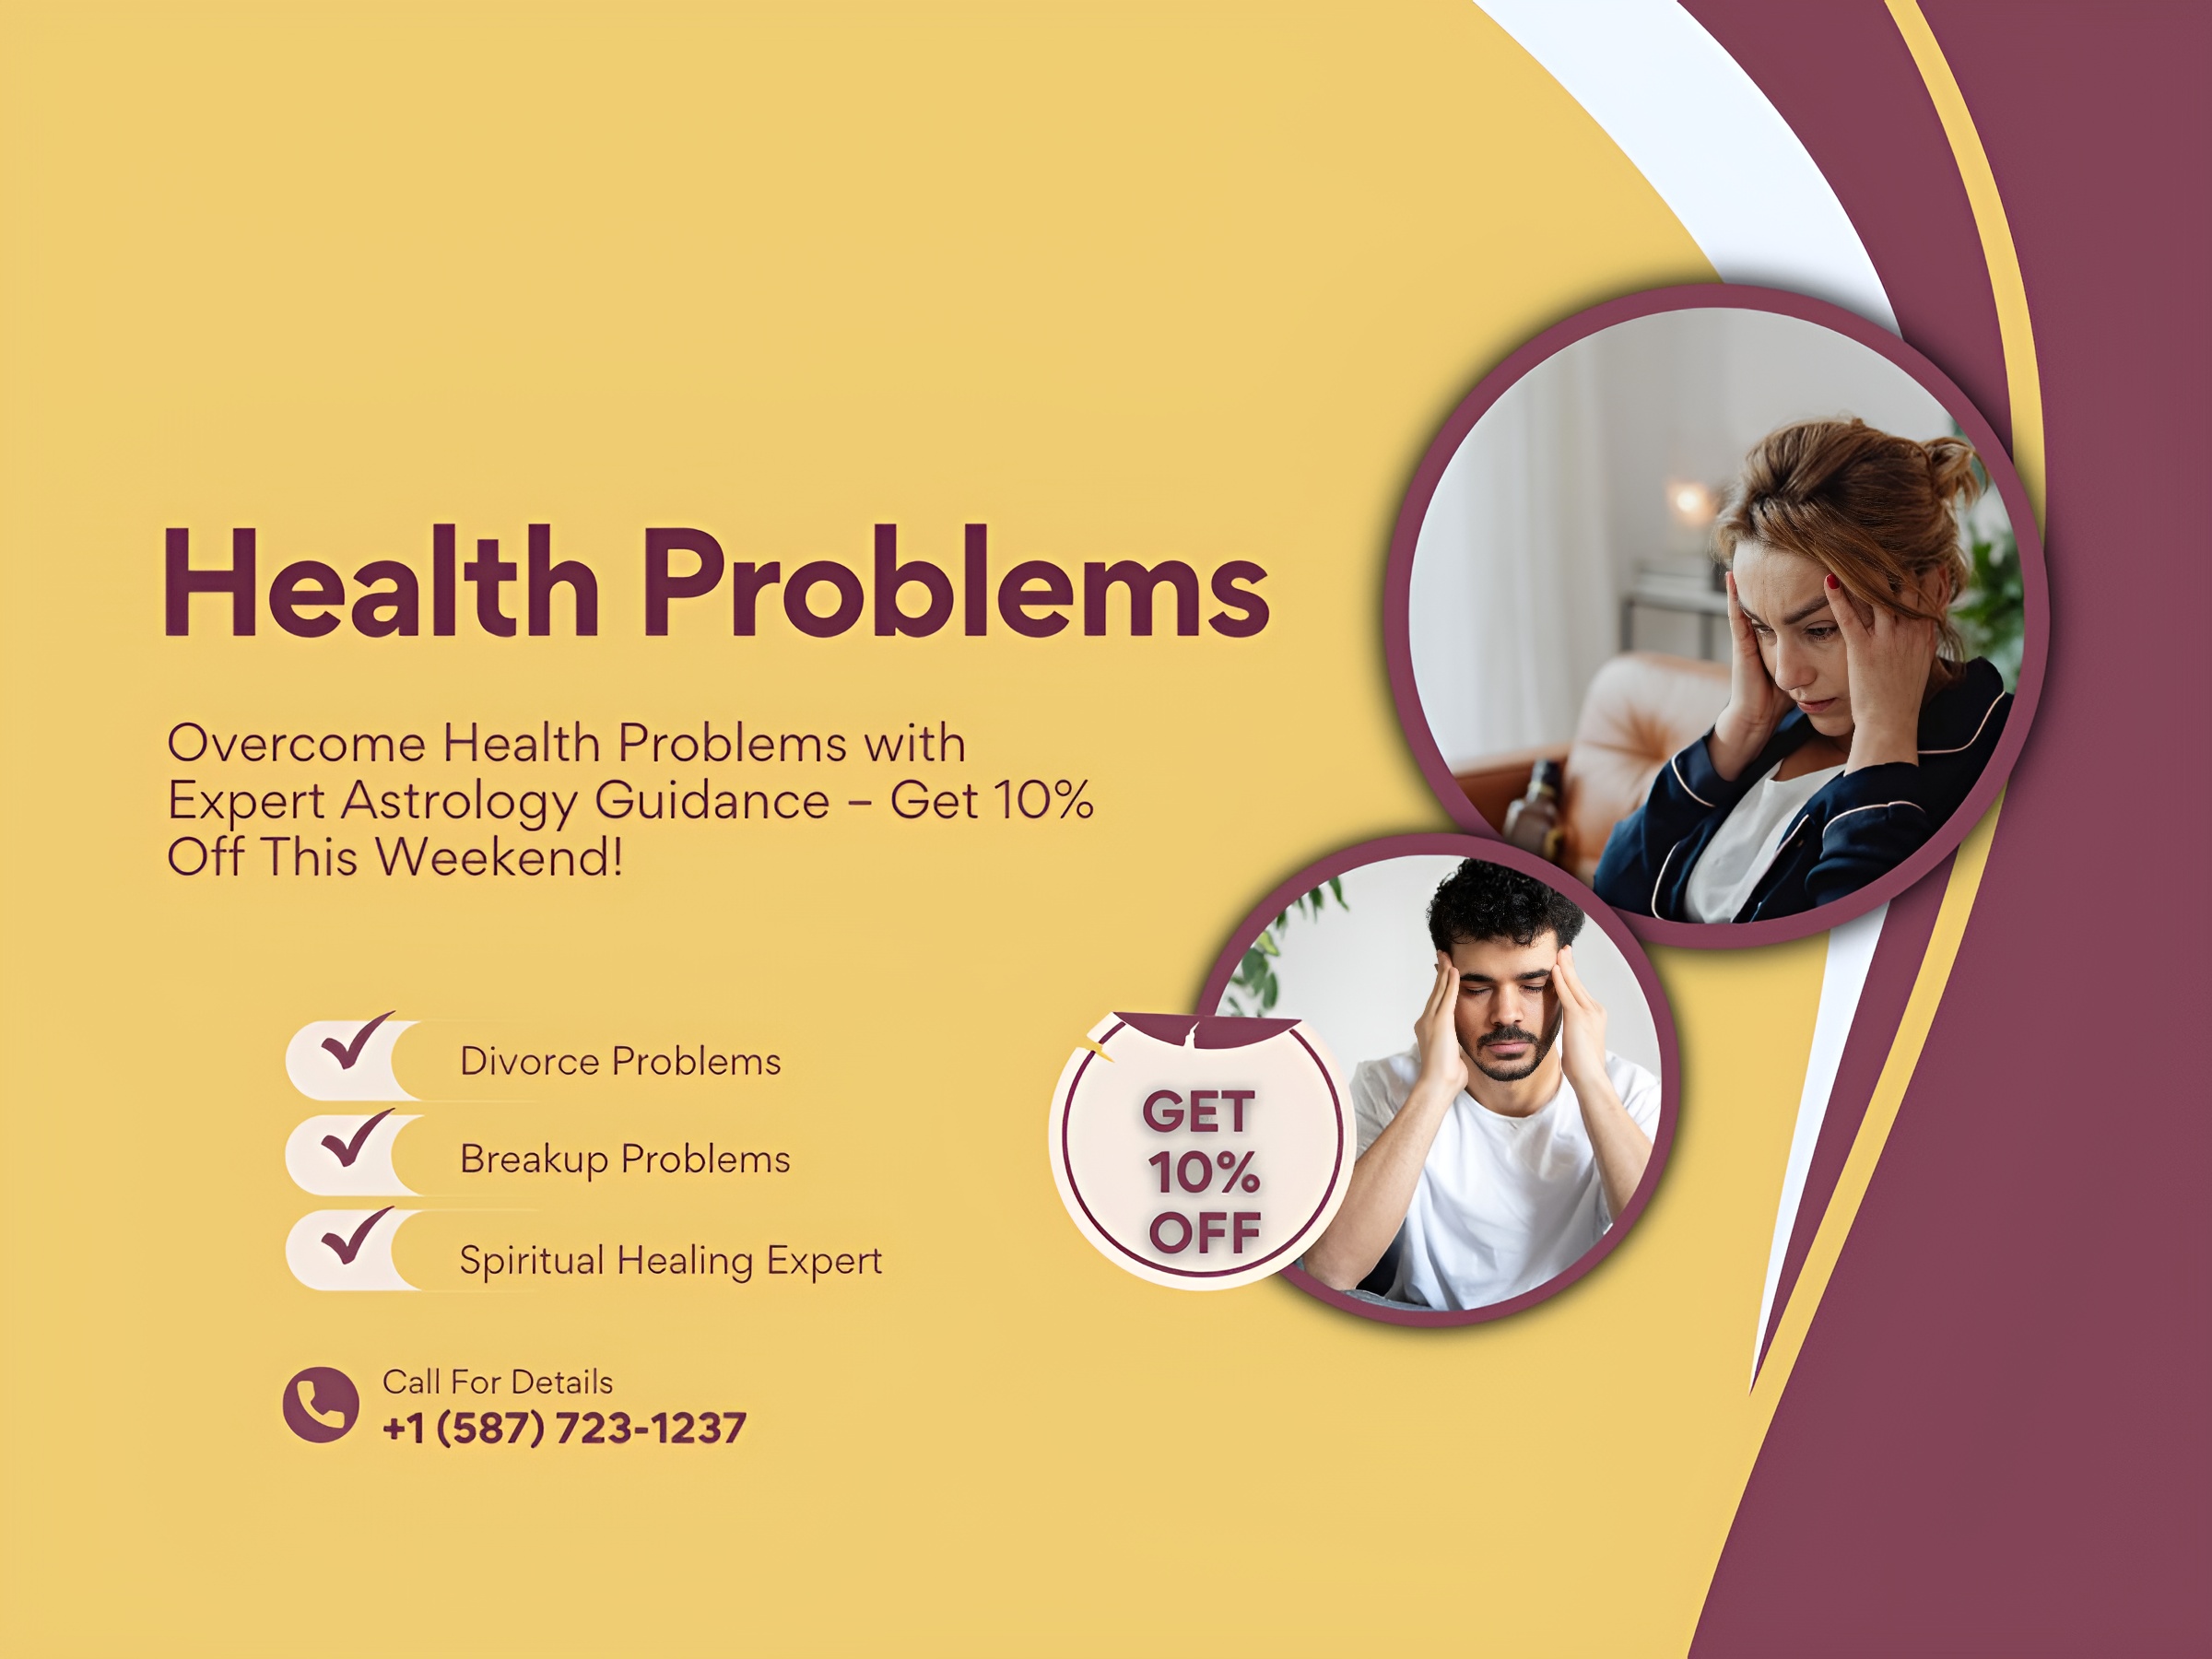 Health Problems
Overcome Health Problems with
Expert Astrology Guidance – Get 10%
Off This Weekend!
Divorce Problems
Breakup Problems
Spiritual Healing Expert
GET
10%
OFF
Call For Details
+1 (587) 723-1237